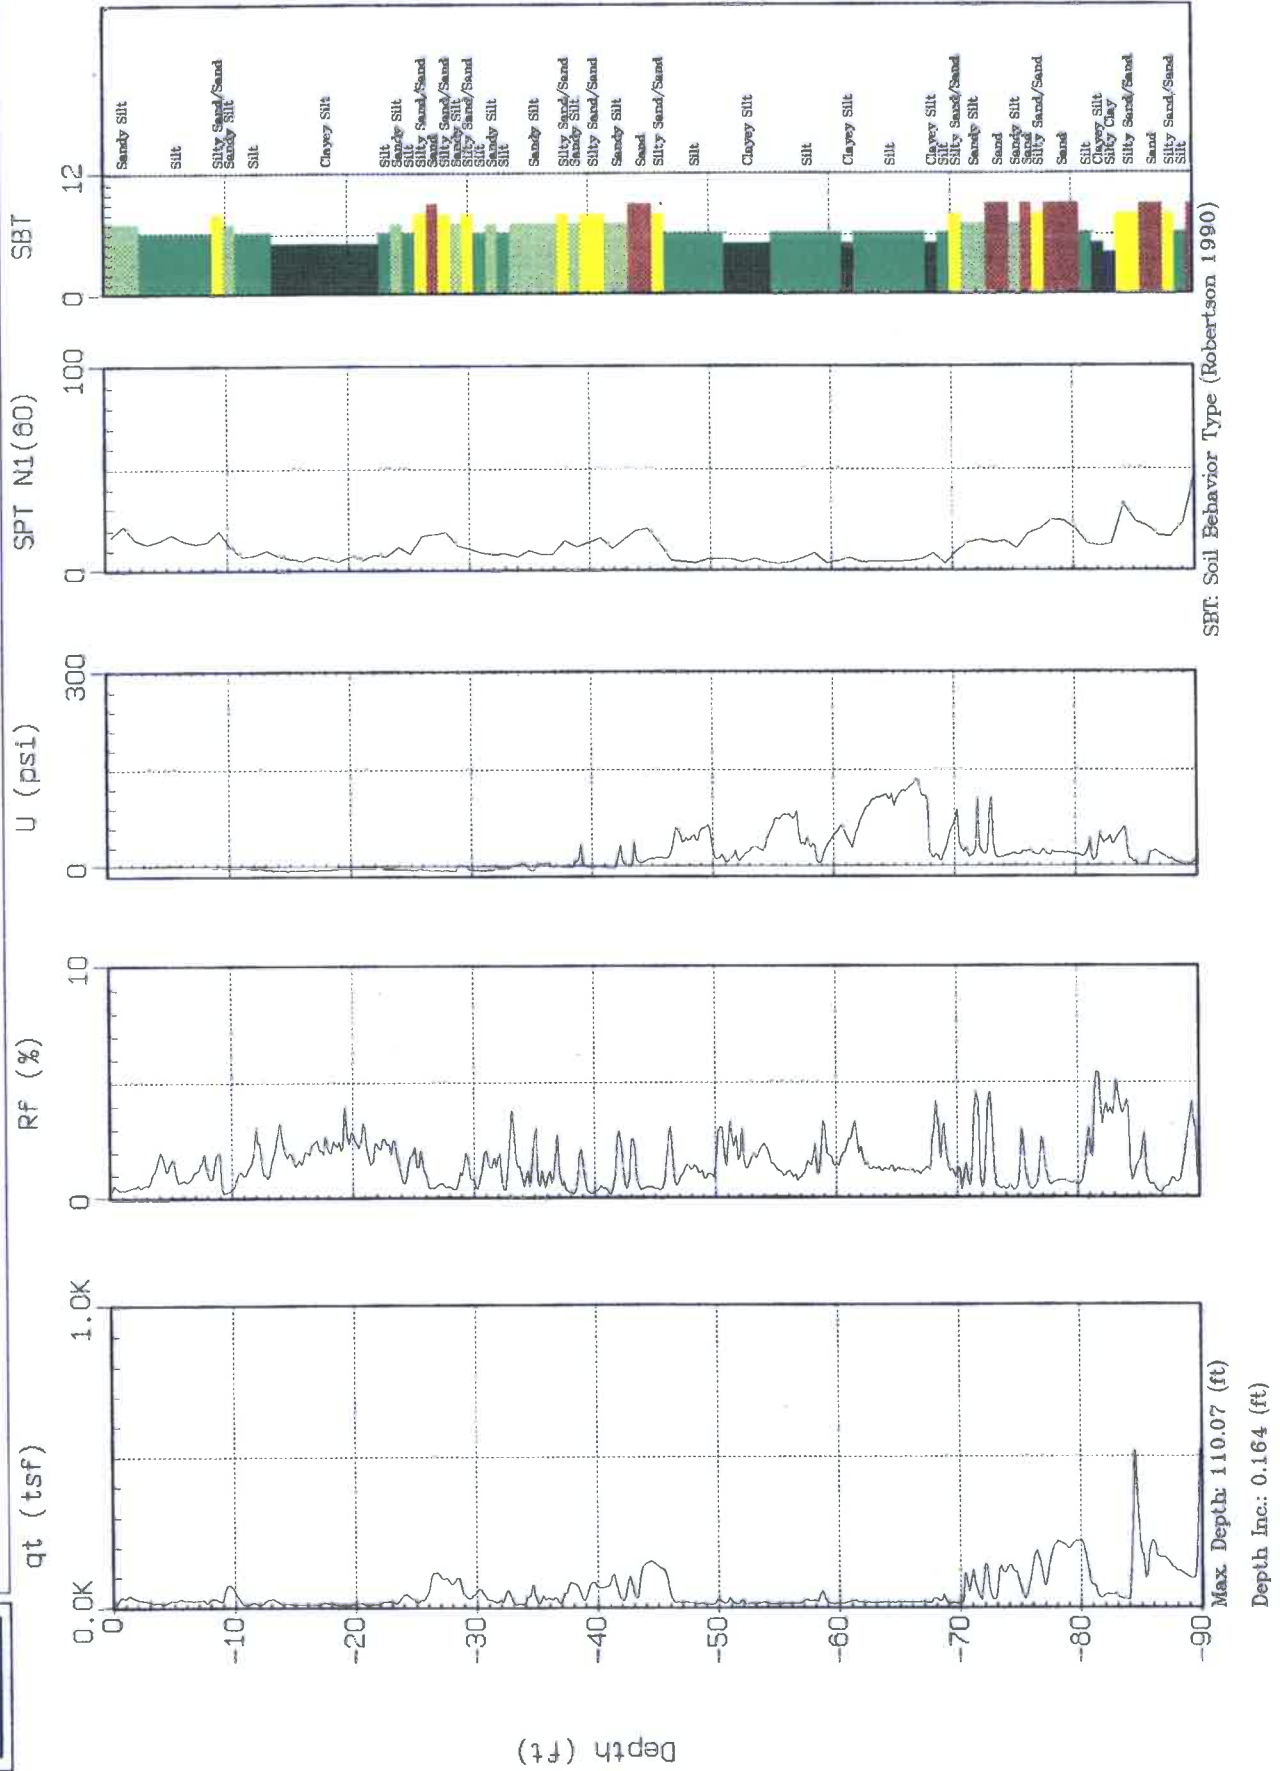 qt (tsf)
0.0K
1.0K
Rf (%)
0
10
U (psi)
0
300
SPT N1(60)
0
100
SBT
0
12
Depth (ft)
0.0
-10
-20
-30
-40
-50
-60
-70
-80
-90
Sandy Silt
Silt
Silty Sand/Sand
Sandy Silt
Silt
Clayey Silt
Silt
Sandy Silt
Silt
Silty Sand/Sand
Sand
Silty Sand/Sand
Sandy Silt
Silty Sand/Sand
Silt
Sandy Silt
Silt
Sandy Silt
Silty Sand/Sand
Sandy Silt
Silty Sand/Sand
Sandy Silt
Sand
Silty Sand/Sand
Silt
Clayey Silt
Silt
Clayey Silt
Silt
Clayey Silt
Silt
Silty Sand/Sand
Sandy Silt
Sand
Sandy Silt
Sand
Silty Sand/Sand
Sand
Silt
Clayey Silt
Silty Clay
Silty Sand/Sand
Sand
Silty Sand/Sand
Silt
Max. Depth: 110.07 (ft)
Depth Inc.: 0.164 (ft)
SBT: Soil Behavior Type (Robertson 1990)